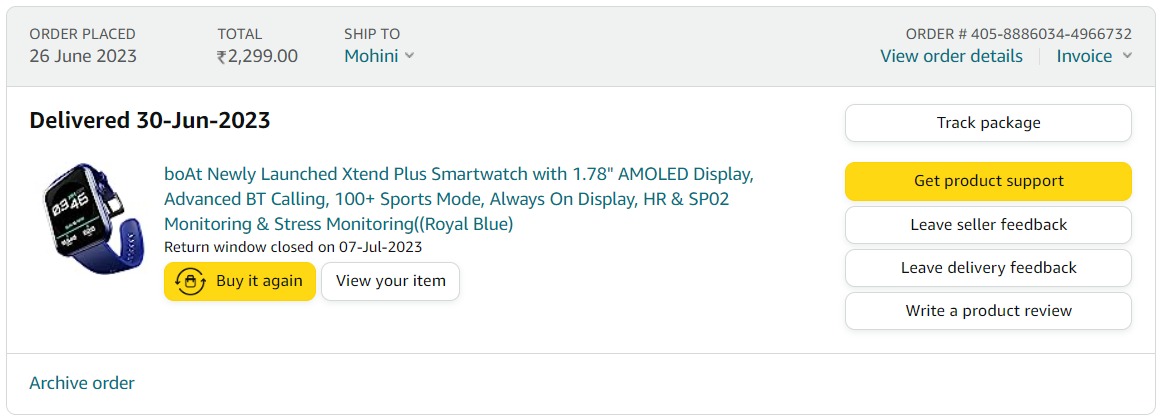 ORDER PLACED
26 June 2023
TOTAL
₹2,299.00
SHIP TO
Mohini
ORDER # 405-8886034-4966732
View order details
Invoice
Delivered 30-Jun-2023
Track package
boAt Newly Launched Xtend Plus Smartwatch with 1.78" AMOLED Display,
Advanced BT Calling, 100+ Sports Mode, Always On Display, HR & SP02
Monitoring & Stress Monitoring((Royal Blue)
Return window closed on 07-Jul-2023
Buy it again
View your item
Get product support
Leave seller feedback
Leave delivery feedback
Write a product review
Archive order